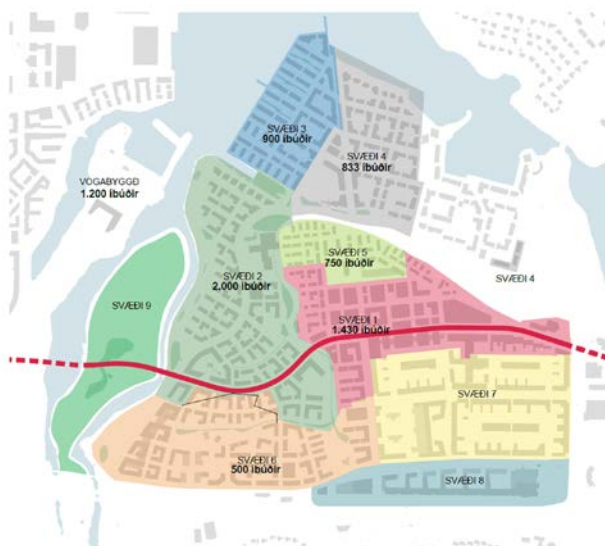 SVÆÐI 3
900 íbúðir
SVÆÐI 4
833 íbúðir
VOGABYGGÐ
1.200 íbúðir
SVÆÐI 5
750 íbúðir
SVÆÐI 2
2,000 íbúðir
SVÆÐI 4
SVÆÐI 9
SVÆÐI 1
1.430 íbúðir
SVÆÐI 7
SVÆÐI 6
500 íbúðir
SVÆÐI 8